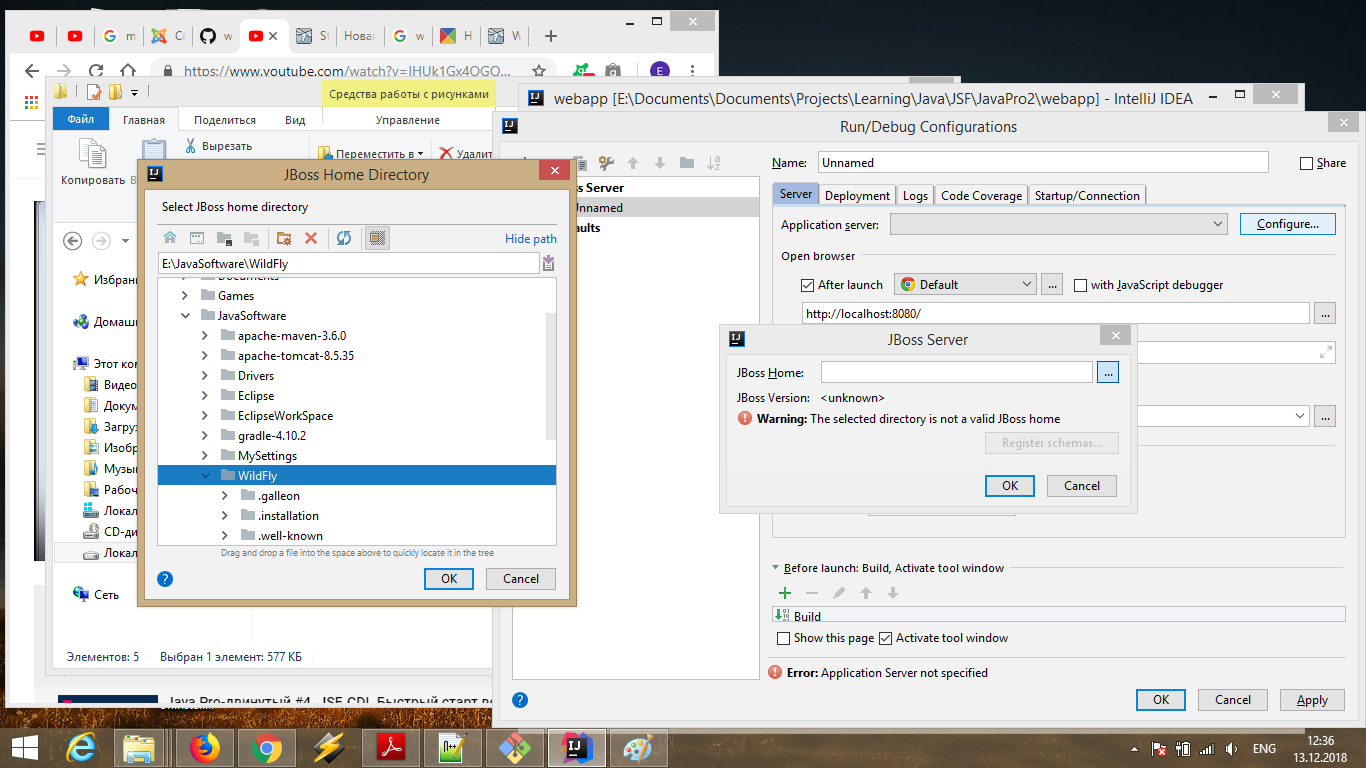 m
Cr
w
St
Новая
w
H
W
https://www.youtube.com/watch?v=JHUk1Gx4OGO...
E
Средства работы с рисунками
webapp [E:\Documents\Documents\Projects\Learning\Java\JSF\JavaPro2\webapp] - IntelliJ IDEA
Файл
Главная
Поделиться
Вид
Управление
Run/Debug Configurations
Копировать
Вырезать
Переместить в
Удалит
Name: Unnamed
Share
JBoss Home Directory
Select JBoss home directory
ss Server
Unnamed
aults
Server
Deployment
Logs
Code Coverage
Startup/Connection
Hide path
Application server:
Configure...
E:\JavaSoftware\WildFly
Open browser
Documents
After launch
Default
...
with JavaScript debugger
Games
JavaSoftware
http://localhost:8080/
...
apache-maven-3.6.0
apache-tomcat-8.5.35
Drivers
Eclipse
EclipseWorkSpace
gradle-4.10.2
MySettings
WildFly
.galleon
.installation
.well-known
Drag and drop a file into the space above to quickly locate it in the tree
OK
Cancel
JBoss Server
JBoss Home:
...
JBoss Version: <unknown>
Warning: The selected directory is not a valid JBoss home
Register schemas...
OK
Cancel
...
Избранн
Домаш
Этот ком
Видео
Докум
Загруз
Изобр
Музы
Рабоч
Локал
CD-ди
Локал
Сеть
Before launch: Build, Activate tool window
Build
Show this page
Activate tool window
Error: Application Server not specified
OK
Cancel
Apply
Элементов: 5
Выбран 1 элемент: 577 КБ
Java Pro-двинутый #4. JSF CDI. Быстрый старт ве
ENG
12:36
13.12.2018